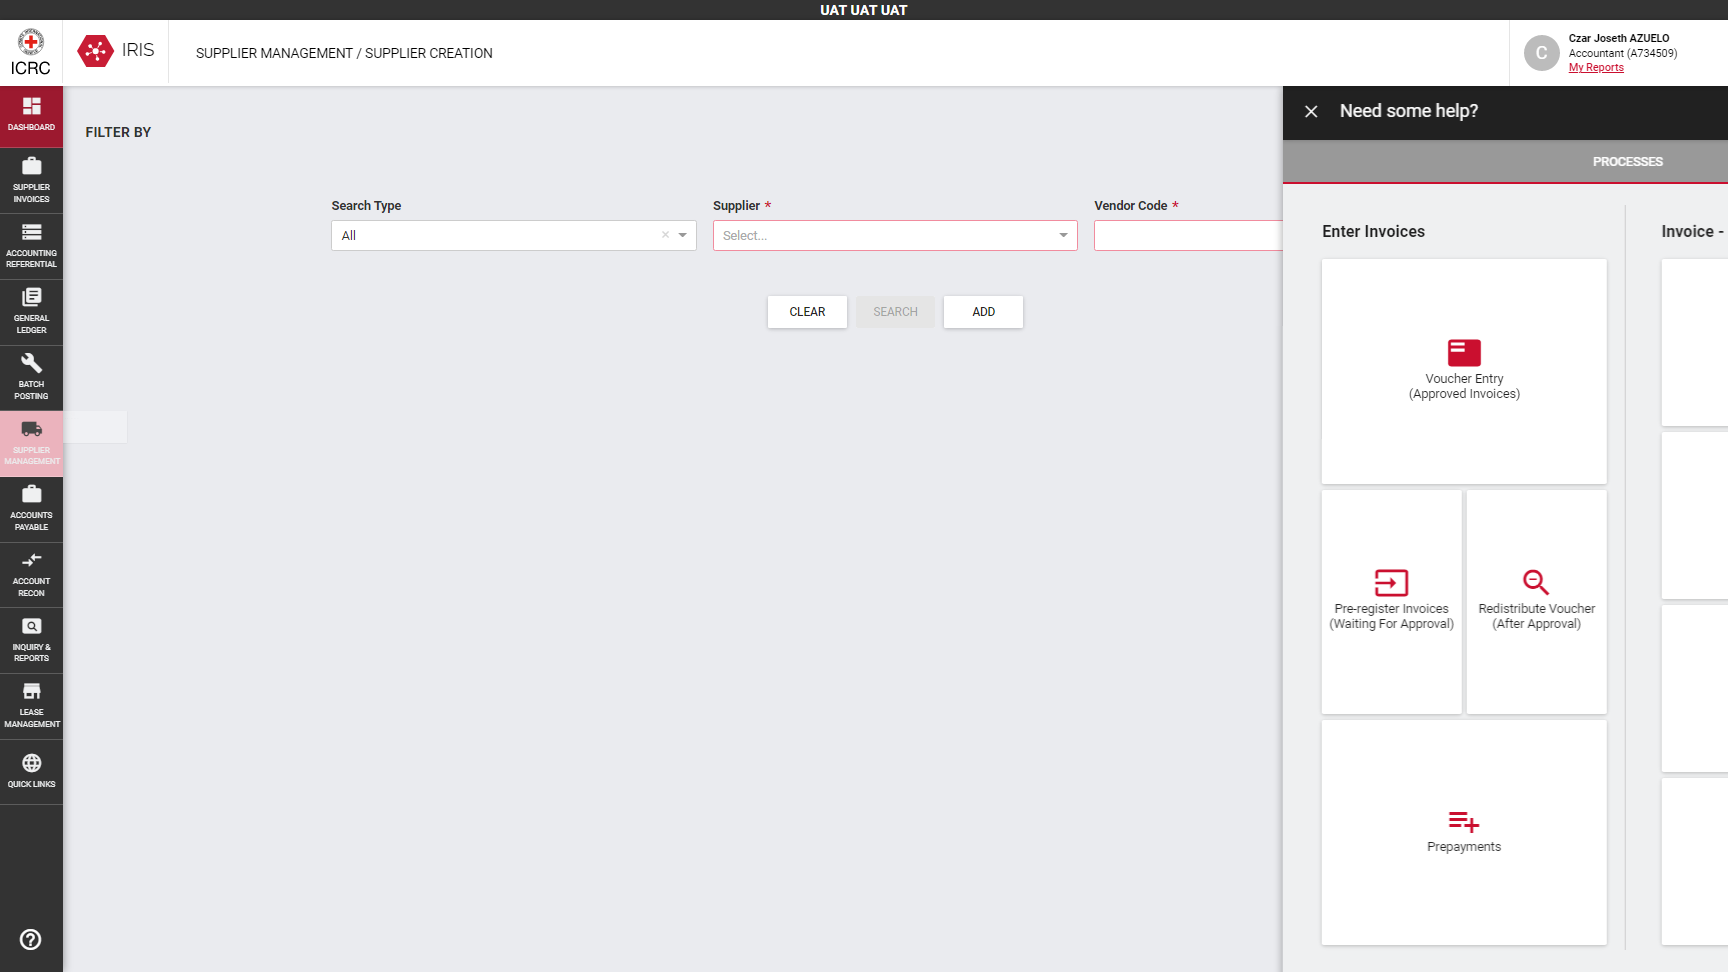 UAT UAT UAT
ICRC
IRIS
SUPPLIER MANAGEMENT / SUPPLIER CREATION
C
Czar Joseth AZUELO
Accountant (A734509)
My Reports
DASHBOARD
SUPPLIER
INVOICES
ACCOUNTING
REFERENTIAL
GENERAL
LEDGER
BATCH
POSTING
SUPPLIER
MANAGEMENT
ACCOUNTS
PAYABLE
ACCOUNT
RECON
INQUIRY &
REPORTS
LEASE
MANAGEMENT
QUICK LINKS
FILTER BY
Search Type
All
Supplier *
Select...
Vendor Code *
CLEAR
SEARCH
ADD
Need some help?
PROCESSES
Enter Invoices
Voucher Entry
(Approved Invoices)
Pre-register Invoices
(Waiting For Approval)
Redistribute Voucher
(After Approval)
Prepayments
Invoice -